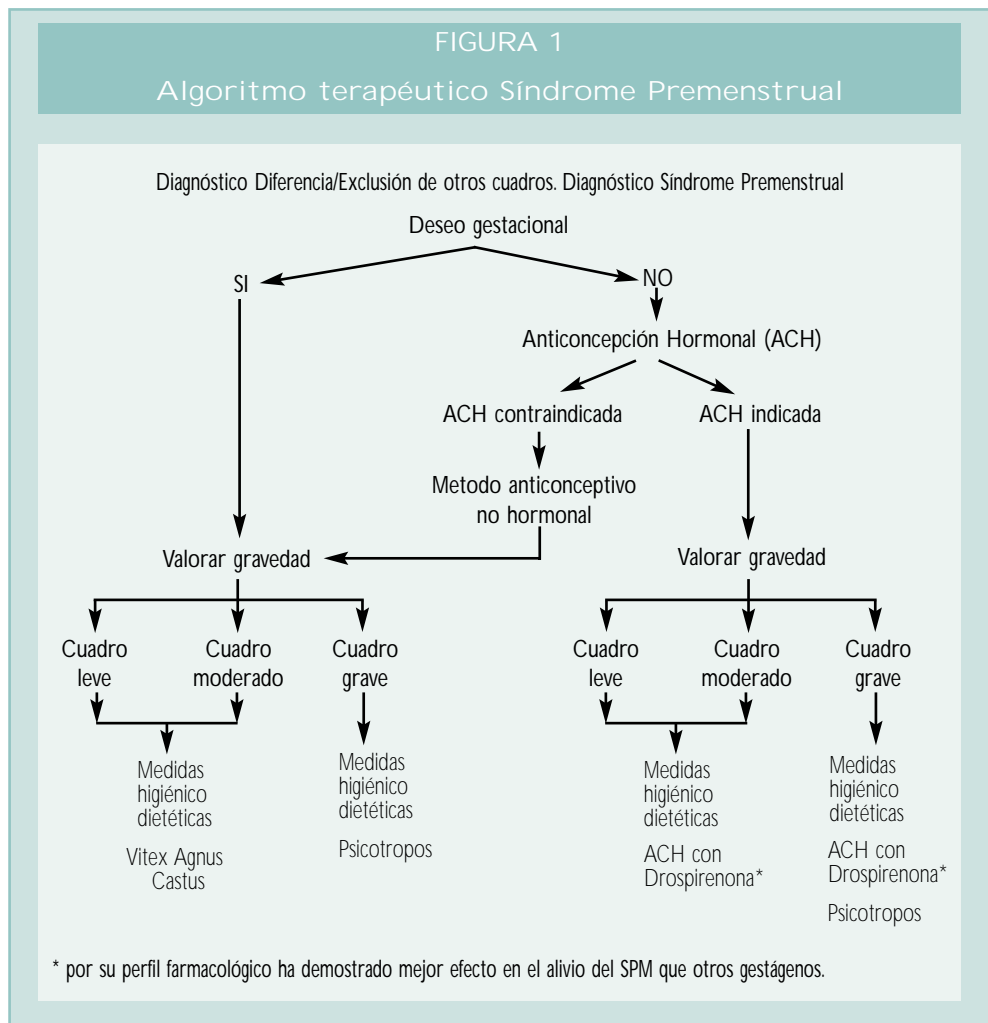 FIGURA 1
Algoritmo terapéutico Síndrome Premenstrual
Diagnóstico Diferencia/Exclusión de otros cuadros. Diagnóstico Síndrome Premenstrual
Deseo gestacional
SI
NO
Anticoncepción Hormonal (ACH)
ACH contraindicada
ACH indicada
Metodo anticonceptivo
no hormonal
Valorar gravedad
Valorar gravedad
Cuadro
leve
Cuadro
moderado
Cuadro
grave
Cuadro
leve
Cuadro
moderado
Cuadro
grave
Medidas
higiénico
dietéticas
Vitex Agnus
Castus
Medidas
higiénico
dietéticas
Psicotropos
Medidas
higiénico
dietéticas
ACH con
Drospirenona*
Medidas
higiénico
dietéticas
ACH con
Drospirenona*
Psicotropos
* por su perfil farmacológico ha demostrado mejor efecto en el alivio del SPM que otros gestágenos.